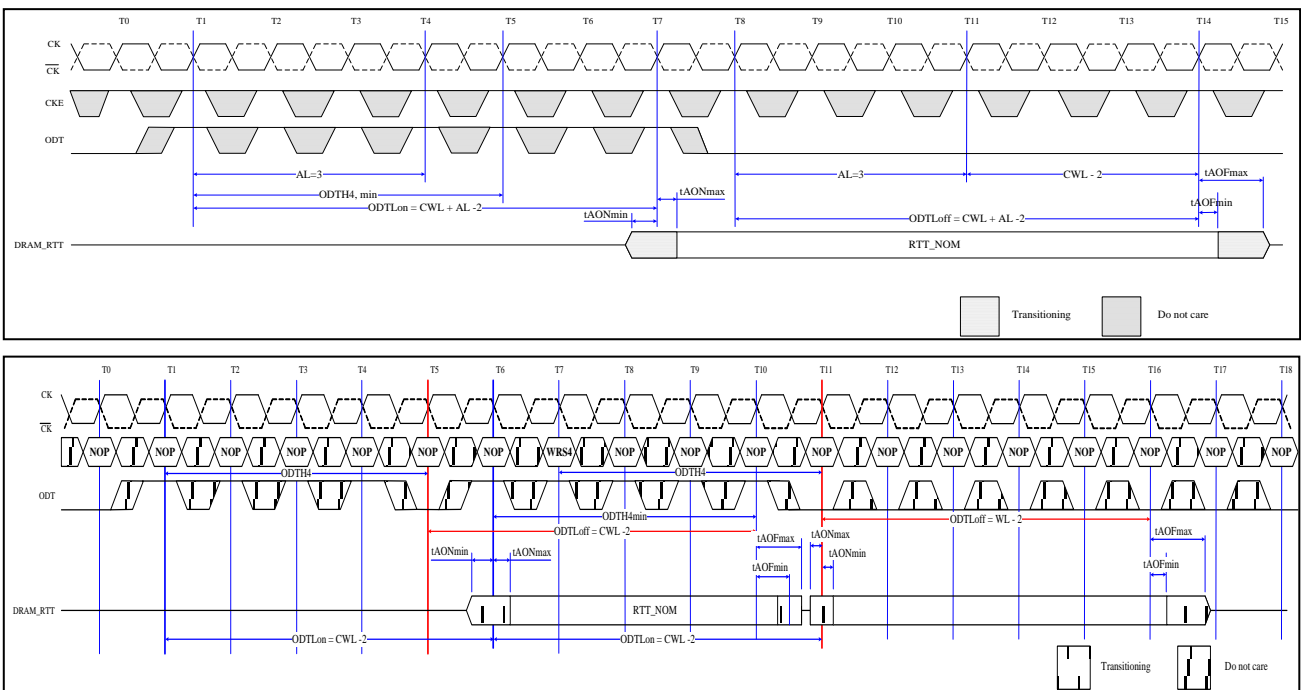 T0 T1 T2 T3 T4 T5 T6 T7 T8 T9 T10 T11 T12 T13 T14 T15
CK
CK
CKE
ODT
AL=3 AL=3 CWL - 2
tAOFmax
ODTH4, min tAONmax
ODTLon = CWL + AL -2
tAONmin ODTLoff = CWL + AL -2 tAOFmin
DRAM_RTT RTT_NOM
Transitioning Do not care
T0 T1 T2 T3 T4 T5 T6 T7 T8 T9 T10 T11 T12 T13 T14 T15 T16 T17 T18
CK
CK
NOP NOP NOP NOP NOP NOP NOP WRS4 NOP NOP NOP NOP NOP NOP NOP NOP NOP NOP NOP
ODTH4 ODTH4
ODT
ODTH4min ODTLoff = WL - 2
ODTLoff = CWL -2
tAONmin tAONmax tAOFmax tAONmax tAOFmax
tAONmin
tAOFmin tAOFmin
DRAM_RTT RTT_NOM
ODTLon = CWL -2 ODTLon = CWL -2
Transitioning Do not care